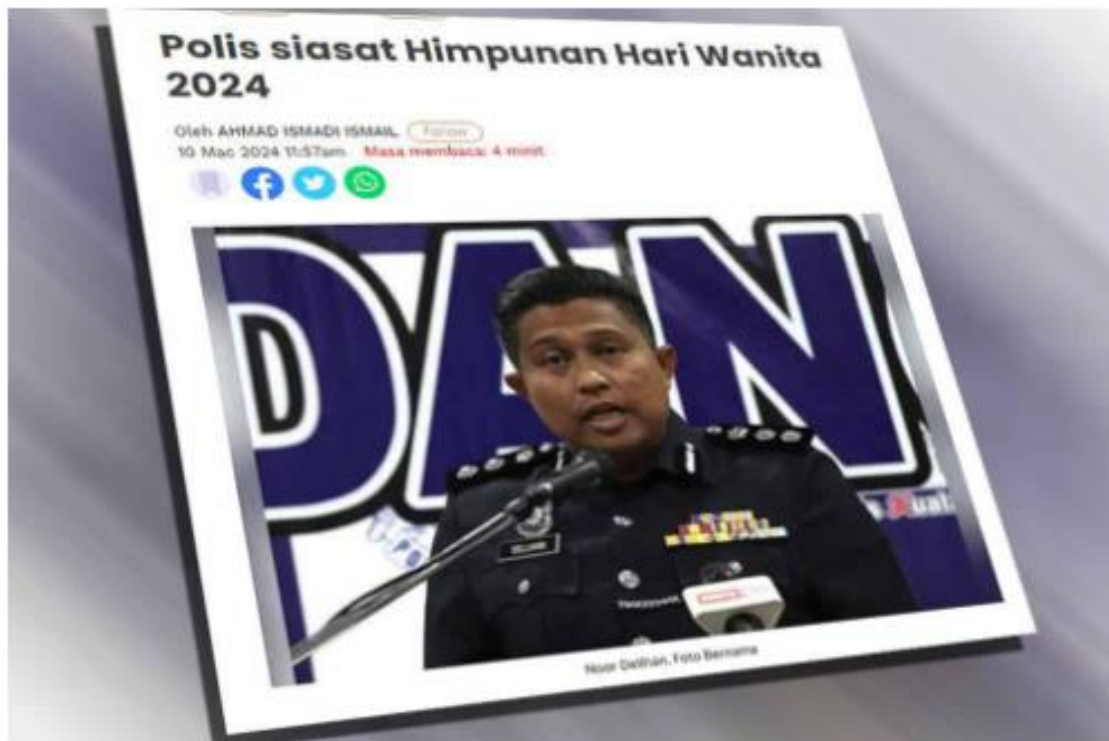 Polis siasat Himpunan Hari Wanita
2024
Oleh AHMAD ISMADI ISMAIL Follow
10 Mac 2024 11:57am Masa membaca: 4 minit
DAN
Noor Dellhan. Foto Bernama